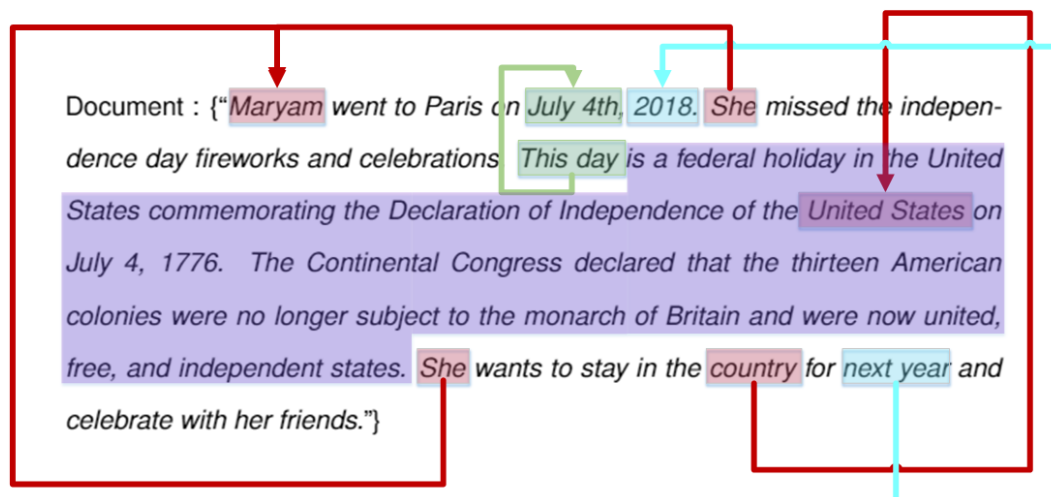 Document : {“Maryam went to Paris on July 4th, 2018. She missed the indepen-
dence day fireworks and celebrations. This day is a federal holiday in the United
States commemorating the Declaration of Independence of the United States on
July 4, 1776. The Continental Congress declared that the thirteen American
colonies were no longer subject to the monarch of Britain and were now united,
free, and independent states. She wants to stay in the country for next year and
celebrate with her friends.”}